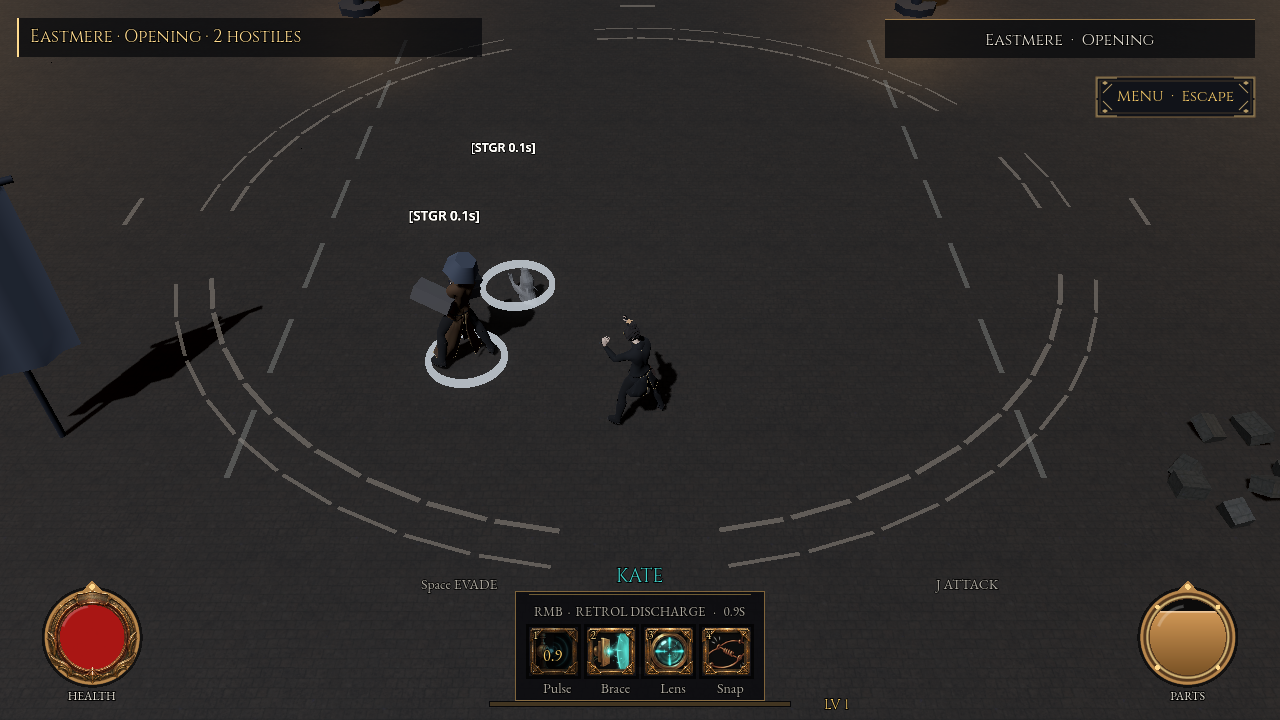 Eastmere · Opening · 2 hostiles
Eastmere · Opening
MENU · Escape
[STGR 0.1s]
[STGR 0.1s]
Space EVADE
KATE
J ATTACK
RMB · RETROL DISCHARGE · 0.9S
1 2 3 4
0.9
Pulse Brace Lens Snap
HEALTH
PARTS
LV 1